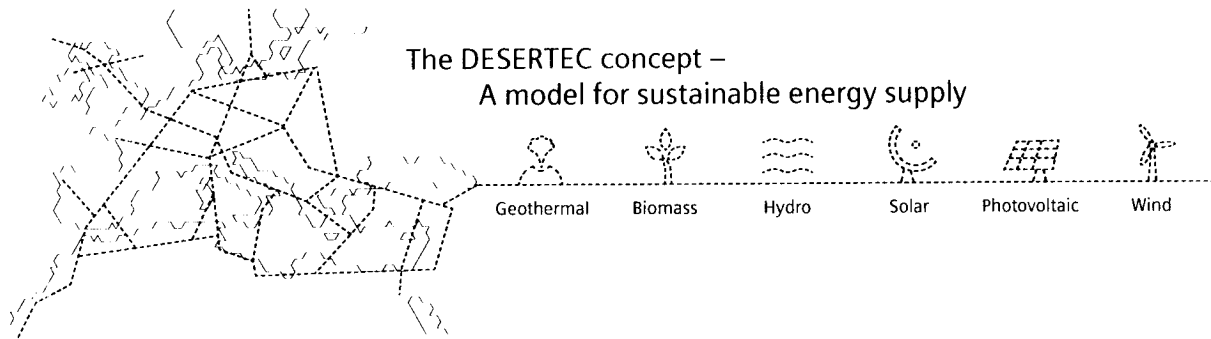 The DESERTEC concept –
A model for sustainable energy supply
Geothermal Biomass Hydro Solar Photovoltaic Wind